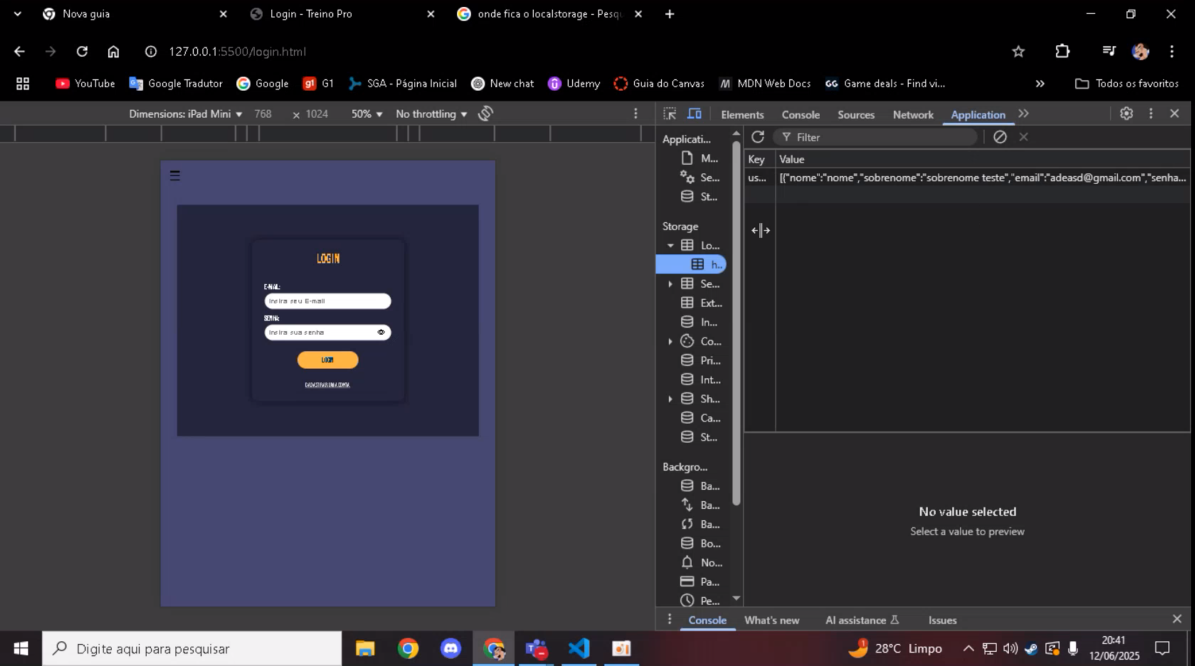 Nova guia
Login - Treino Pro
onde fica o localstorage - Pesqu
127.0.0.1:5500/login.html
YouTube
Google Tradutor
Google
G1
SGA - Página Inicial
New chat
Udemy
Guia do Canvas
MDN Web Docs
Game deals - Find vi...
Todos os favoritos
Dimensions: iPad Mini 768 × 1024 50% No throttling
Elements Console Sources Network Application
Applicati...
M...
Se...
St...
Storage
Lo...
h...
Se...
Ext...
In...
Co...
Pri...
Int...
Sh...
Ca...
St...
Backgro...
Ba...
Ba...
Ba...
Bo...
No...
Pa...
Pe...
Filter
Key Value
us... [{"nome":"nome","sobrenome":"sobrenome teste","email":"adeasd@gmail.com","senha...
No value selected
Select a value to preview
Console What's new AI assistance Issues
LOGIN
E-MAIL:
Insira seu E-mail
SENHA:
Insira sua senha
LOGIN
Digite aqui para pesquisar
28°C Limpo
20:41
12/06/2025